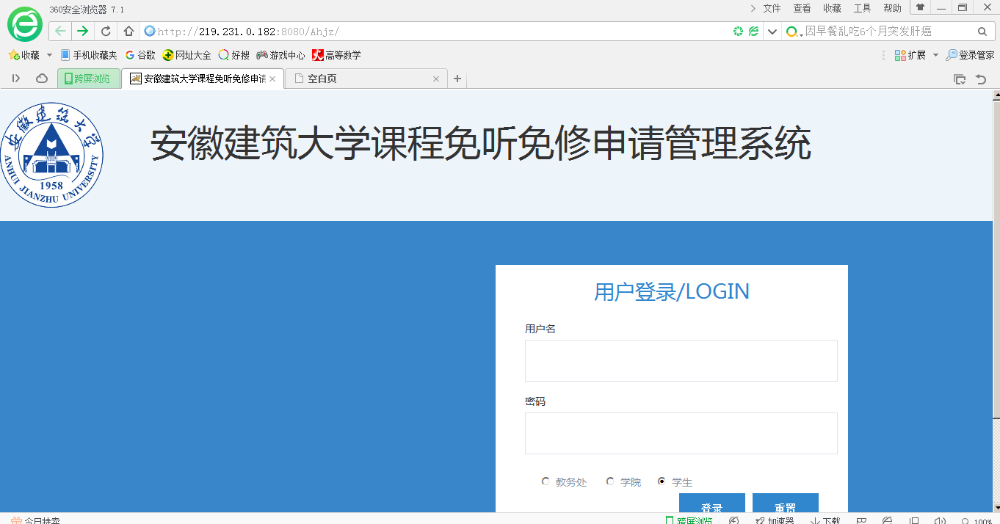 360安全浏览器 7.1
文件 查看 收藏 工具 帮助
http://219.231.0.182:8080/Ahjz/
因早餐乱吃6个月突发肝癌
收藏 手机收藏夹 谷歌 网址大全 好搜 游戏中心 高等数学
扩展 登录管家
跨屏浏览 安徽建筑大学课程免听免修申请 空白页
安徽建筑大学
ANHUI JIANZHU UNIVERSITY
1958
安徽建筑大学课程免听免修申请管理系统
用户登录/LOGIN
用户名
密码
教务处 学院 学生
登录 重置
今日特卖
跨屏浏览 加速器 下载 100%